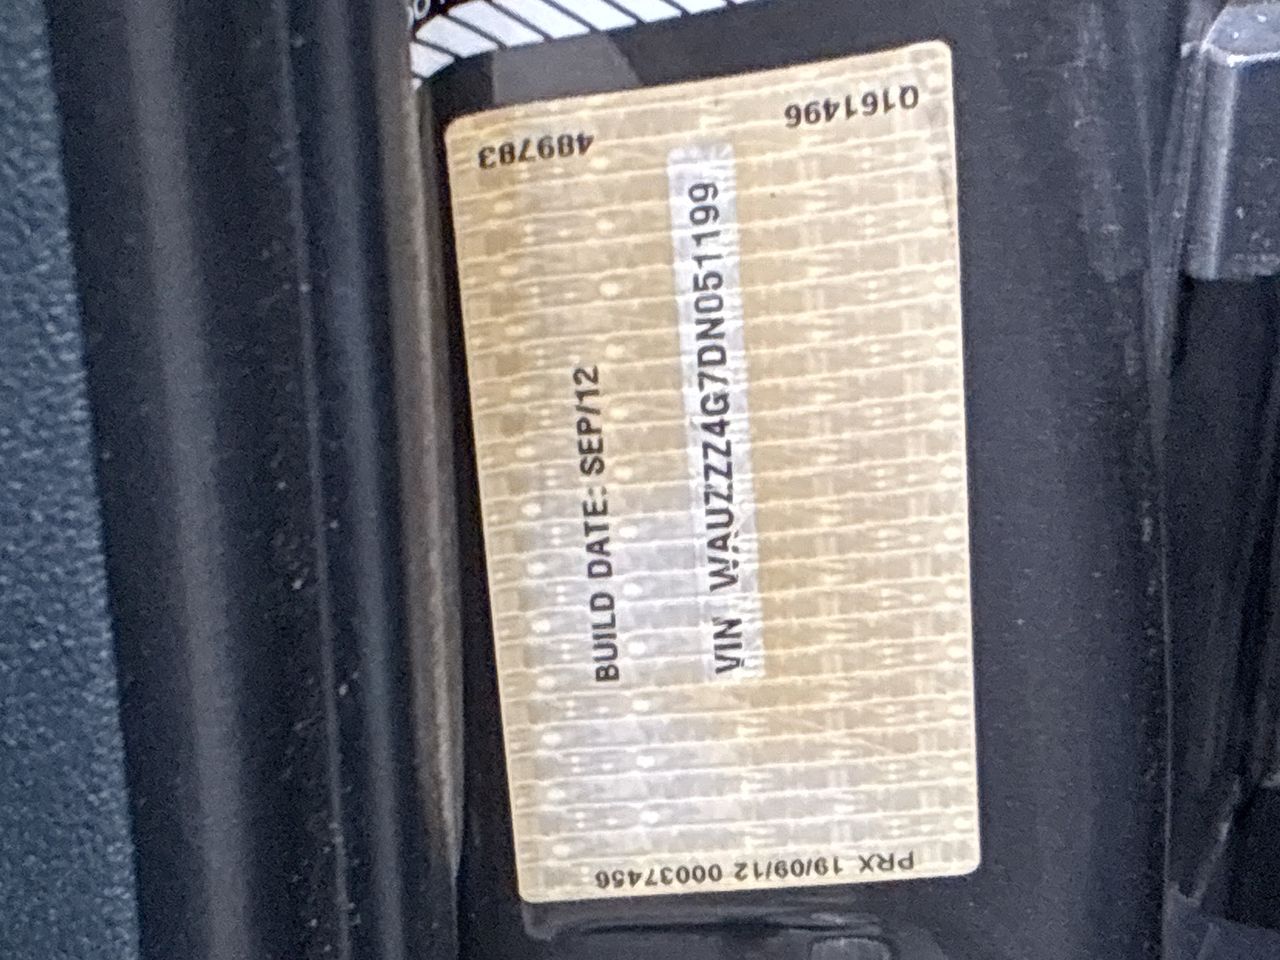 489783
Q161496
BUILD DATE: SEP/12
VIN WAUZZZ4G7DN051199
PRX 19/09/12 00037456